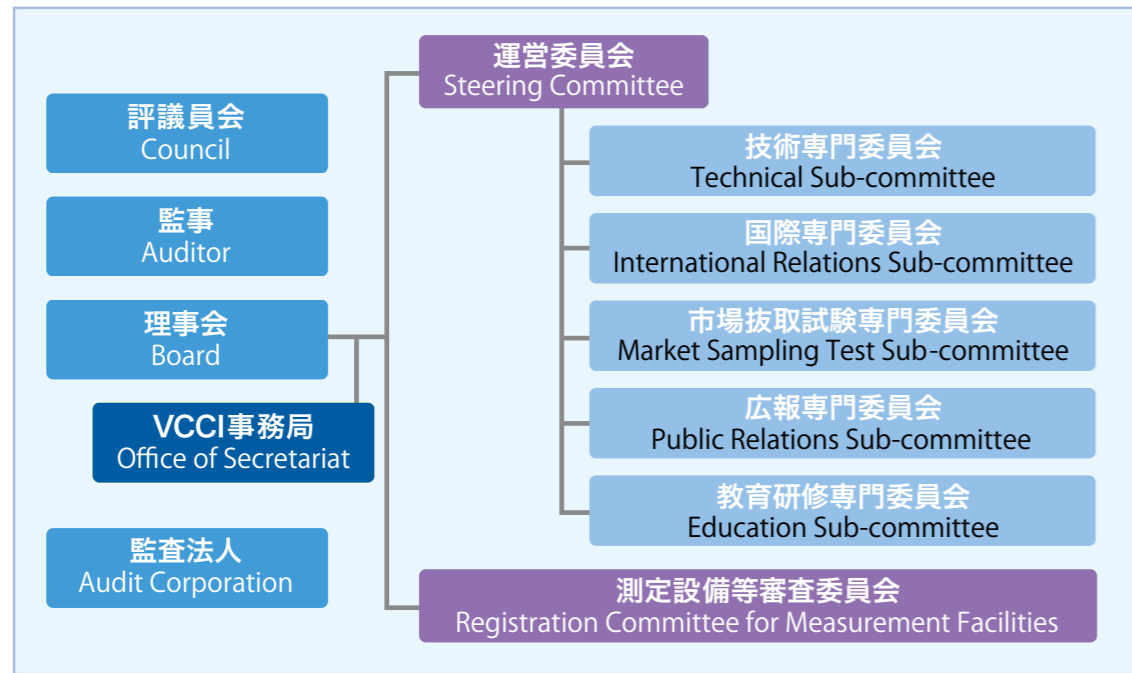 評議員会
Council
監事
Auditor
理事会
Board
VCCI事務局
Office of Secretariat
監査法人
Audit Corporation
運営委員会
Steering Committee
技術専門委員会
Technical Sub-committee
国際専門委員会
International Relations Sub-committee
市場抜取試験専門委員会
Market Sampling Test Sub-committee
広報専門委員会
Public Relations Sub-committee
教育研修専門委員会
Education Sub-committee
測定設備等審査委員会
Registration Committee for Measurement Facilities